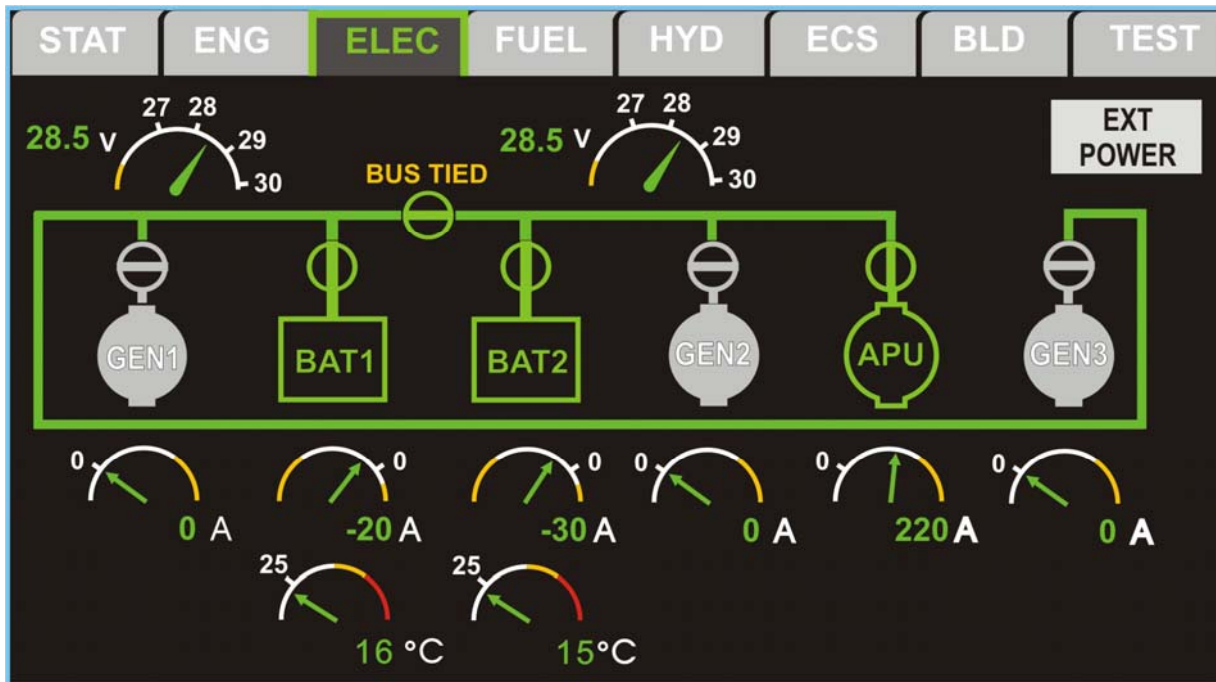 STAT ENG ELEC FUEL HYD ECS BLD TEST
27 28 27 28
28.5 V 29 28.5 V 29
30 30
EXT
POWER
BUS TIED
GEN1 BAT1 BAT2 GEN2 APU GEN3
0 0 0 0 0 0
0 A -20 A -30 A 0 A 220 A 0 A
25 25
16 °C 15°C